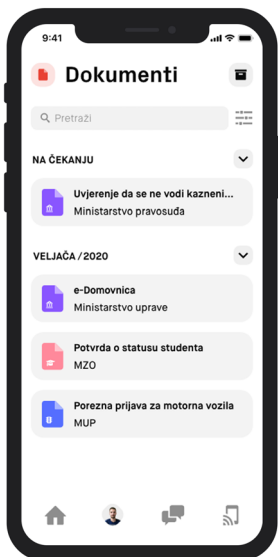 9:41
Dokumenti
Pretraži
NA ČEKANJU
Uvjerenje da se ne vodi kazneni...
Ministarstvo pravosuđa
VELJAČA/2020
e-Domovnica
Ministarstvo uprave
Potvrda o statusu studenta
MZO
Porezna prijava za motorna vozila
MUP